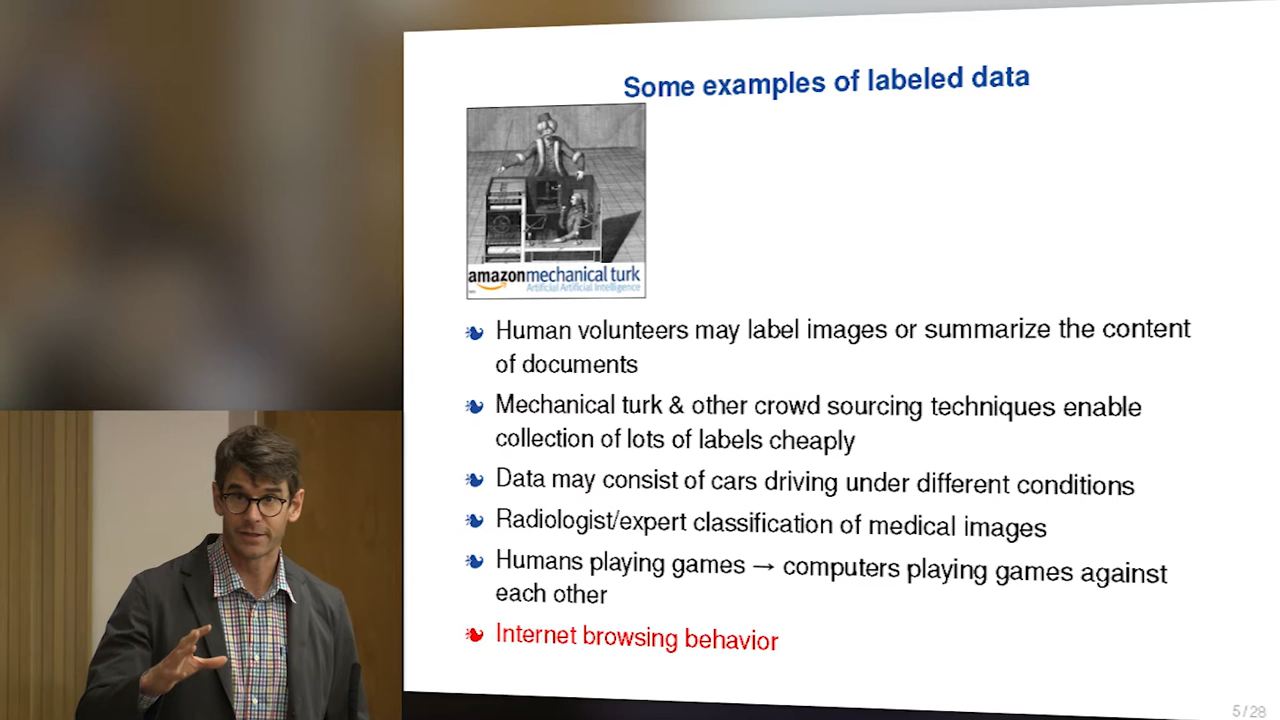 Some examples of labeled data
amazonmechanical turk
Artificial Artificial Intelligence
Human volunteers may label images or summarize the content
of documents
Mechanical turk & other crowd sourcing techniques enable
collection of lots of labels cheaply
Data may consist of cars driving under different conditions
Radiologist/expert classification of medical images
Humans playing games → computers playing games against
each other
Internet browsing behavior
5/28